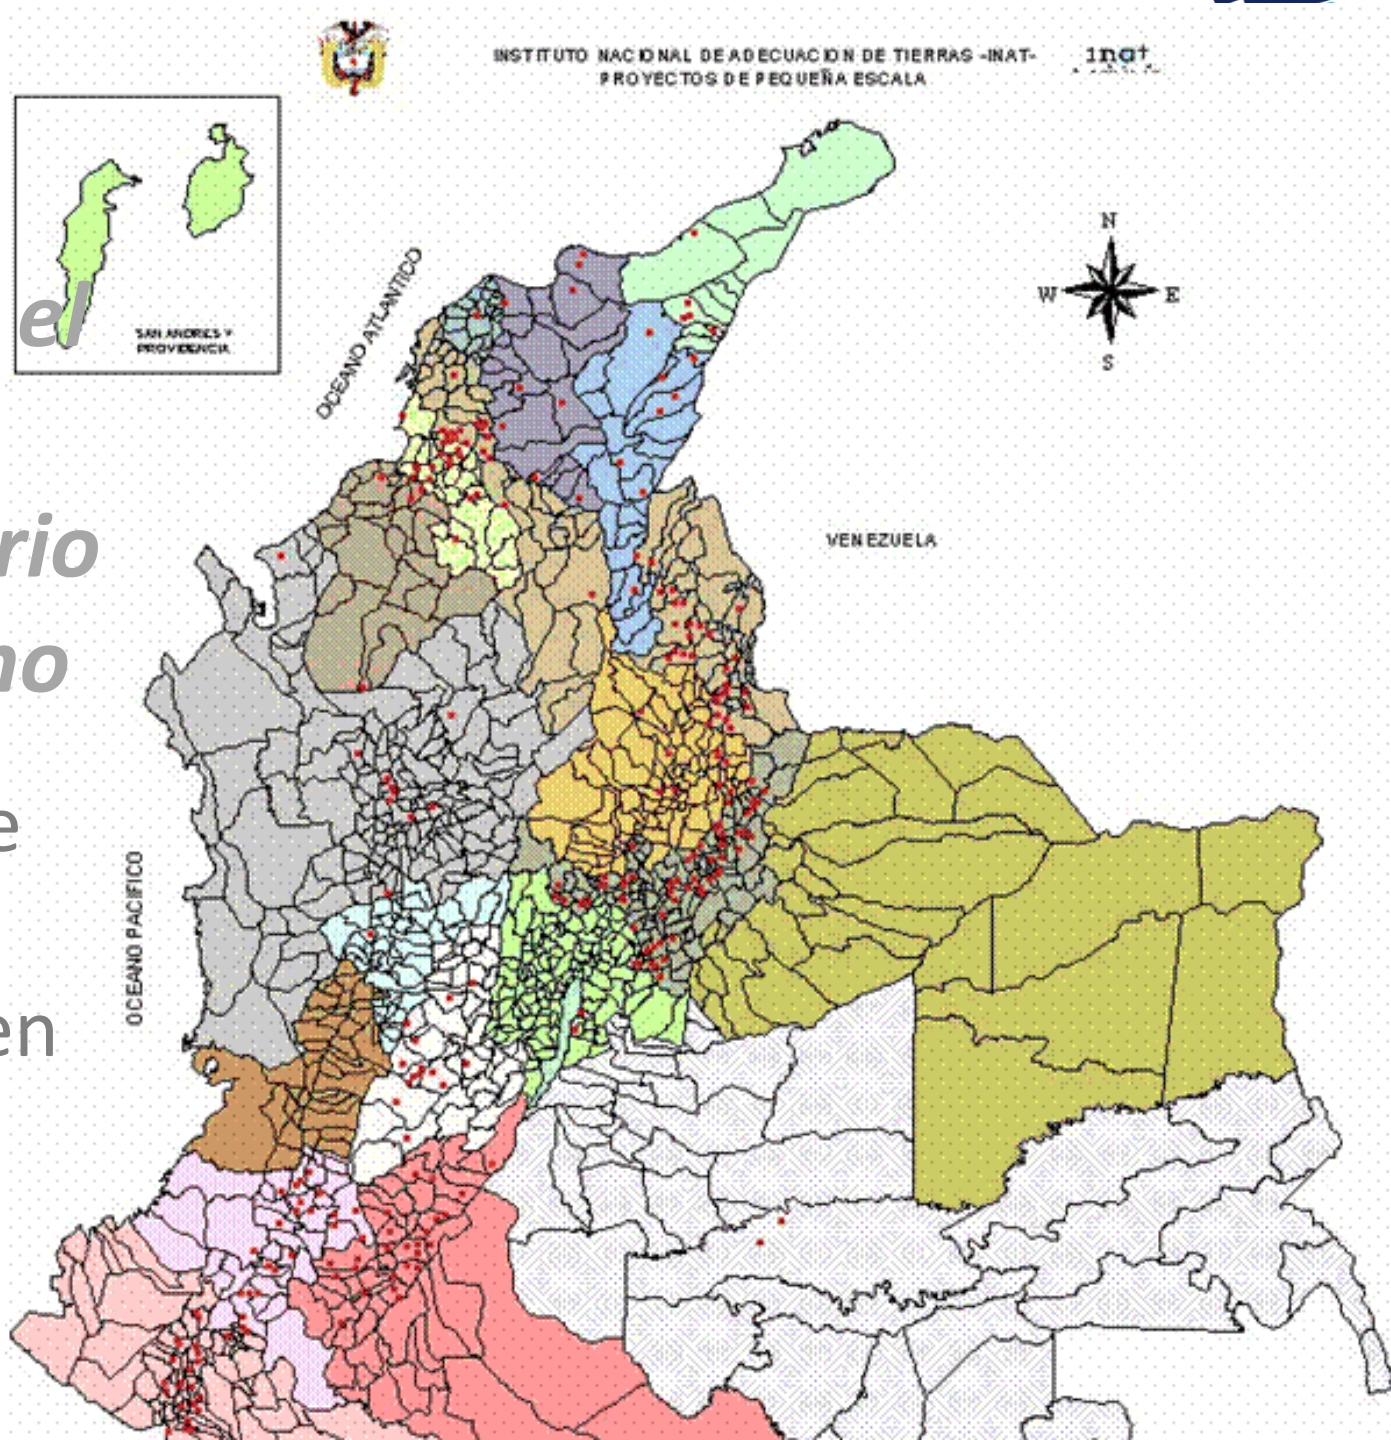 INSTITUTO NACIONAL DE ADECUACION DE TIERRAS -INAT-
PROYECTOS DE PEQUEÑA ESCALA
inat
SAN ANDRES Y
PROVIDENCIA
OCEANO ATLANTICO
N
W
E
S
el
rio
no
e
en
VENEZUELA
OCEANO PACIFICO